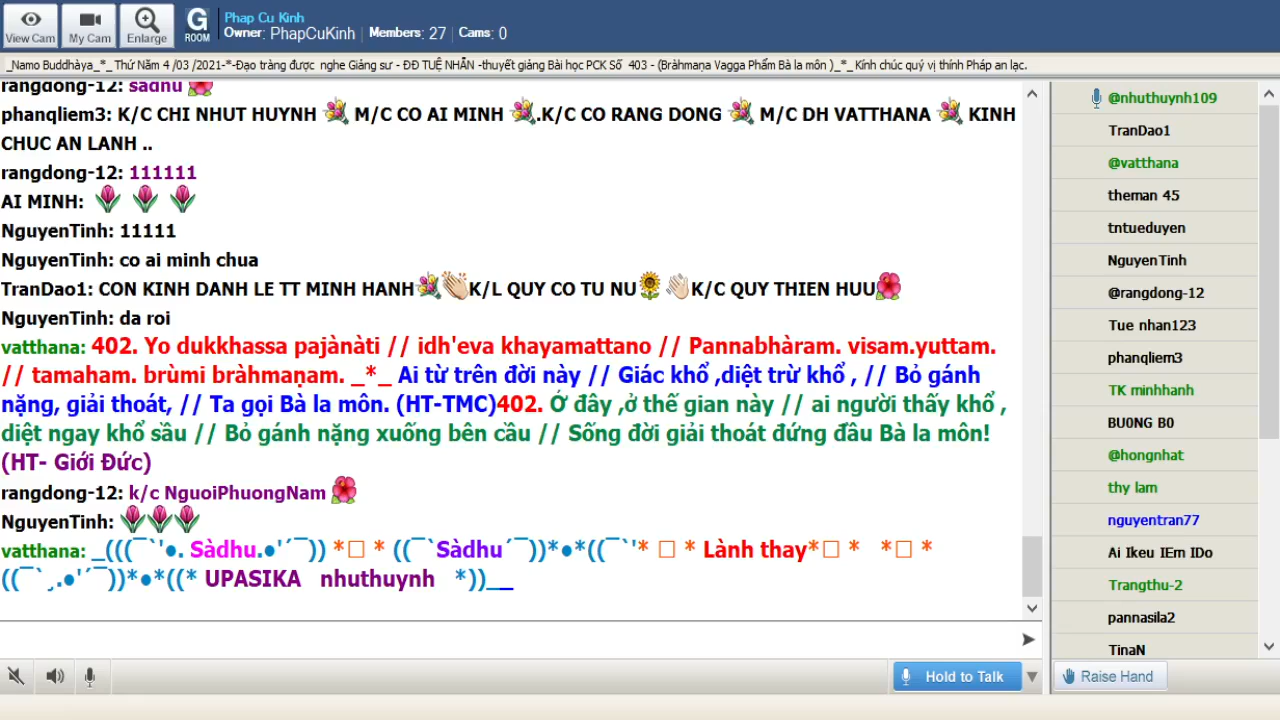 Phap Cu Kinh
G ROOM Owner: PhapCuKinh | Members: 27 | Cams: 0
View Cam My Cam Enlarge
_Namo Buddhàya_*_ Thứ Năm 4 /03 /2021-*-Đạo tràng được nghe Giảng sư - ĐĐ TUỆ NHẪN -thuyết giảng Bài học PCK Số 403 - (Bràhmaṇa Vagga Phẩm Bà la môn )_*_ Kính chúc quý vị thính Pháp an lạc.
rangdong-12: sadhu
phanqliem3: K/C CHI NHUT HUYNH M/C CO AI MINH .K/C CO RANG DONG M/C DH VATTHANA KINH
CHUC AN LANH ..
rangdong-12: 111111
AI MINH:
NguyenTinh: 11111
NguyenTinh: co ai minh chua
TranDao1: CON KINH DANH LE TT MINH HANH K/L QUY CO TU NU K/C QUY THIEN HUU
NguyenTinh: da roi
vatthana: 402. Yo dukkhassa pajànàti // idh'eva khayamattano // Pannabhàram. visam.yuttam.
// tamaham. brùmi bràhmaṇam. _*_ Ai từ trên đời này // Giác khổ ,diệt trừ khổ , // Bỏ gánh
nặng, giải thoát, // Ta gọi Bà la môn. (HT-TMC)402. Ớ đây ,ở thế gian này // ai người thấy khổ ,
diệt ngay khổ sầu // Bỏ gánh nặng xuống bên cầu // Sống đời giải thoát đứng đầu Bà la môn!
(HT- Giới Đức)
rangdong-12: k/c NguoiPhuongNam
NguyenTinh:
vatthana: _(((¯`'•. Sàdhu.•'´¯)) *□ * ((¯`Sàdhu´¯))*•*((¯`'* □ * Lành thay*□ * *□ *
((¯`¸.•'´¯))*•*((* UPASIKA nhuthuynh *))__
@nhuthuynh109
TranDao1
@vatthana
theman 45
tntueduyen
NguyenTinh
@rangdong-12
Tue nhan123
phanqliem3
TK minhhanh
BU0NG B0
@hongnhat
thy lam
nguyentran77
Ai Ikeu IEm IDo
Trangthu-2
pannasila2
TinaN
Hold to Talk
Raise Hand